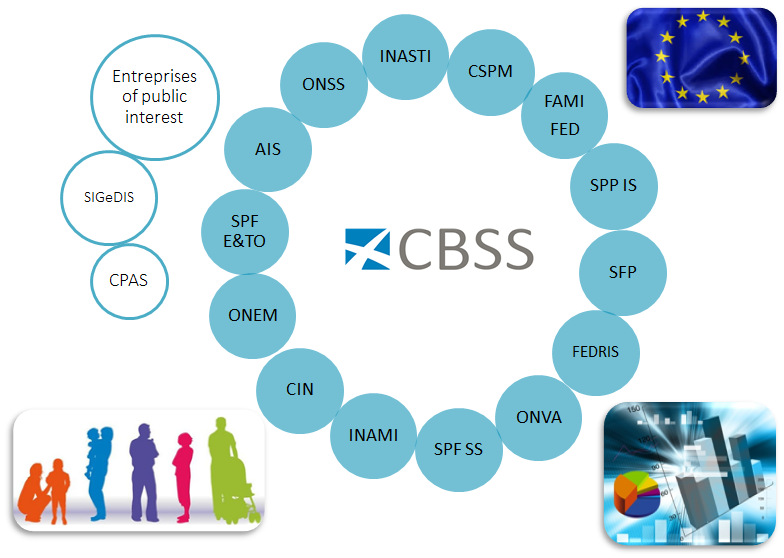 Entreprises
of public
interest
SIGeDIS
CPAS
INASTI
CSPM
FAMI
FED
SPP IS
SFP
FEDRIS
ONVA
SPF SS
INAMI
CIN
ONEM
SPF
E&TO
AIS
ONSS
CBSS
150